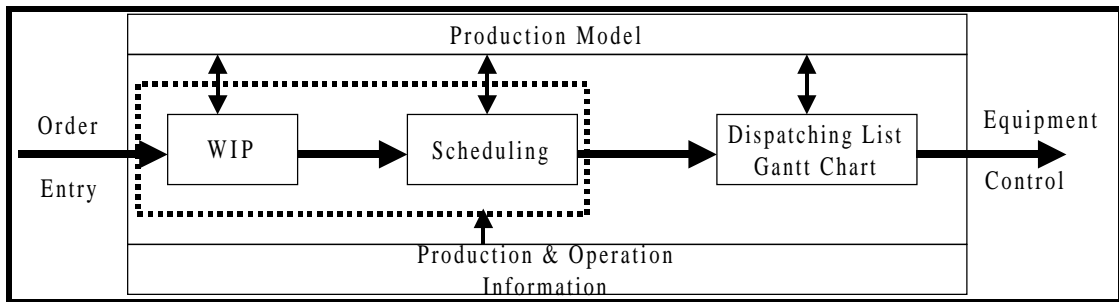 Production Model
Order
Entry
WIP
Scheduling
Dispatching List
Gantt Chart
Equipment
Control
Production & Operation
Information